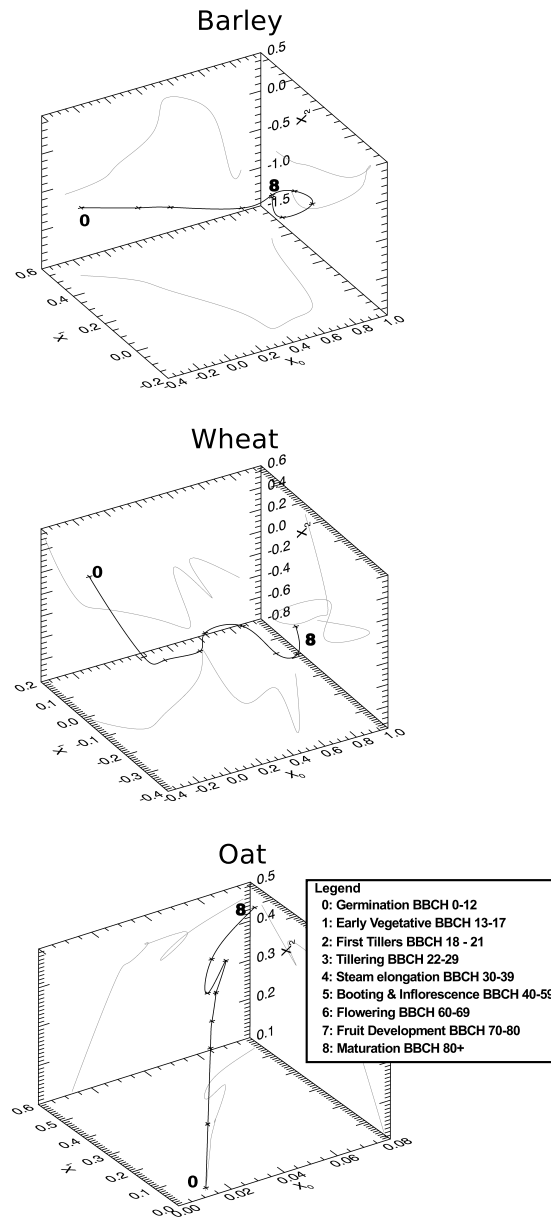 Barley
0.5
0.0
X₂
-0.5
-1.0
8
-1.5
0
0.6
0.4
0.2
X̃
0.0
-0.2
-0.4
-0.2
0.0
0.2
0.4
0.6
0.8
1.0
X₀
Wheat
0.6
0.4
0.2
0.0
X₂
-0.2
-0.4
-0.6
-0.8
0
8
0.2
0.1
0.0
-0.1
X̃
-0.2
-0.3
-0.4
-0.4
-0.2
0.0
0.2
0.4
0.6
0.8
1.0
X₀
Oat
0.5
8
0.4
X₂
0.3
0.2
0.1
Legend
0: Germination BBCH 0-12
1: Early Vegetative BBCH 13-17
2: First Tillers BBCH 18 - 21
3: Tillering BBCH 22-29
4: Steam elongation BBCH 30-39
5: Booting & Inflorescence BBCH 40-59
6: Flowering BBCH 60-69
7: Fruit Development BBCH 70-80
8: Maturation BBCH 80+
0.6
0.5
0.4
0.3
X̃
0.2
0.1
0.0
0
0.00
0.02
0.04
0.06
0.08
X₀